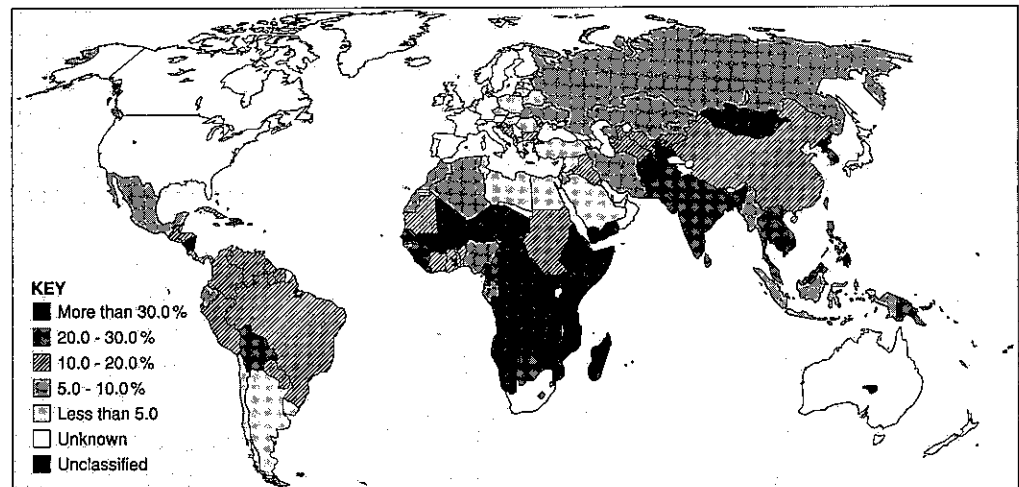 KEY
More than 30.0%
20.0 - 30.0%
10.0 - 20.0%
5.0 - 10.0%
Less than 5.0
Unknown
Unclassified